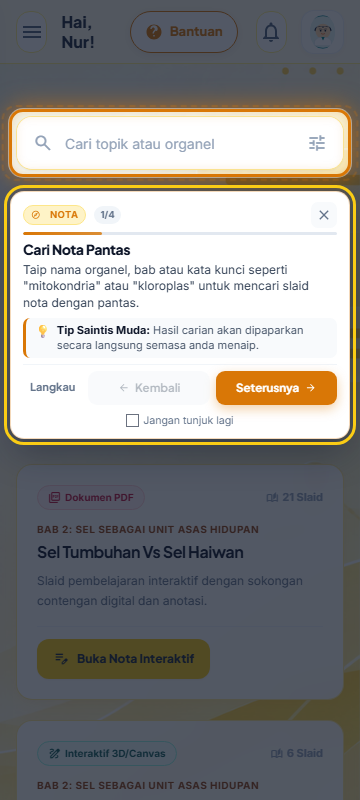 Hai,
Nur!
Bantuan
Cari topik atau organel
NOTA
1/4
Cari Nota Pantas
Taip nama organel, bab atau kata kunci seperti
"mitokondria" atau "kloroplas" untuk mencari slaid
nota dengan pantas.
Tip Saintis Muda: Hasil carian akan dipaparkan
secara langsung semasa anda menaip.
Langkau
← Kembali
Seterusnya →
Jangan tunjuk lagi
Dokumen PDF
21 Slaid
BAB 2: SEL SEBAGAI UNIT ASAS HIDUPAN
Sel Tumbuhan Vs Sel Haiwan
Slaid pembelajaran interaktif dengan sokongan
contengan digital dan anotasi.
Buka Nota Interaktif
Interaktif 3D/Canvas
6 Slaid
BAB 2: SEL SEBAGAI UNIT ASAS HIDUPAN